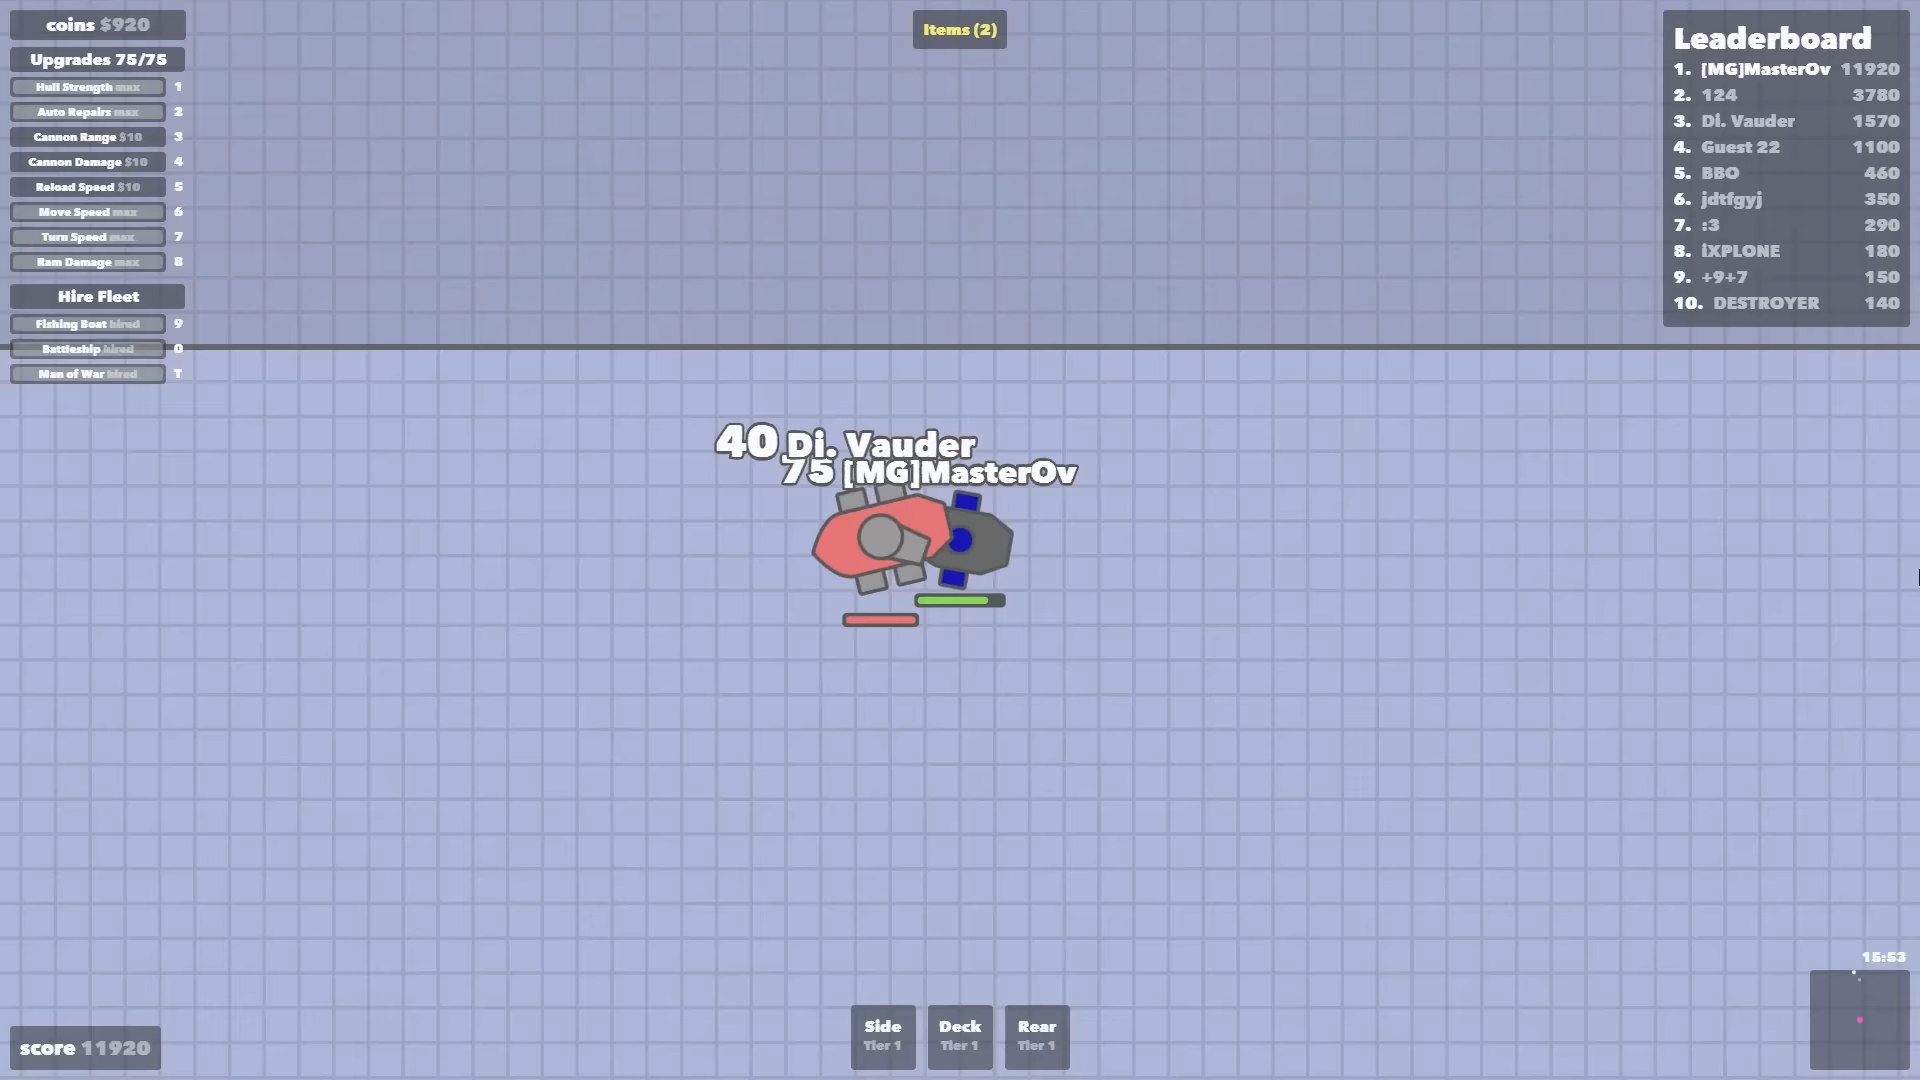 coins $920
Upgrades 75/75
Hull Strength max 1
Auto Repairs max 2
Cannon Range $10 3
Cannon Damage $10 4
Reload Speed $10 5
Move Speed max 6
Turn Speed max 7
Ram Damage max 8
Hire Fleet
Fishing Boat hired 9
Battleship hired 0
Man of War hired T
Items (2)
Leaderboard
1. [MG]MasterOv 11920
2. 124 3780
3. Di. Vauder 1570
4. Guest 22 1100
5. BBO 460
6. jdtfgyj 350
7. :3 290
8. iXPLONE 180
9. +9+7 150
10. DESTROYER 140
40 Di. Vauder
75 [MG]MasterOv
15:53
Side Deck Rear
Tier 1 Tier 1 Tier 1
score 11920